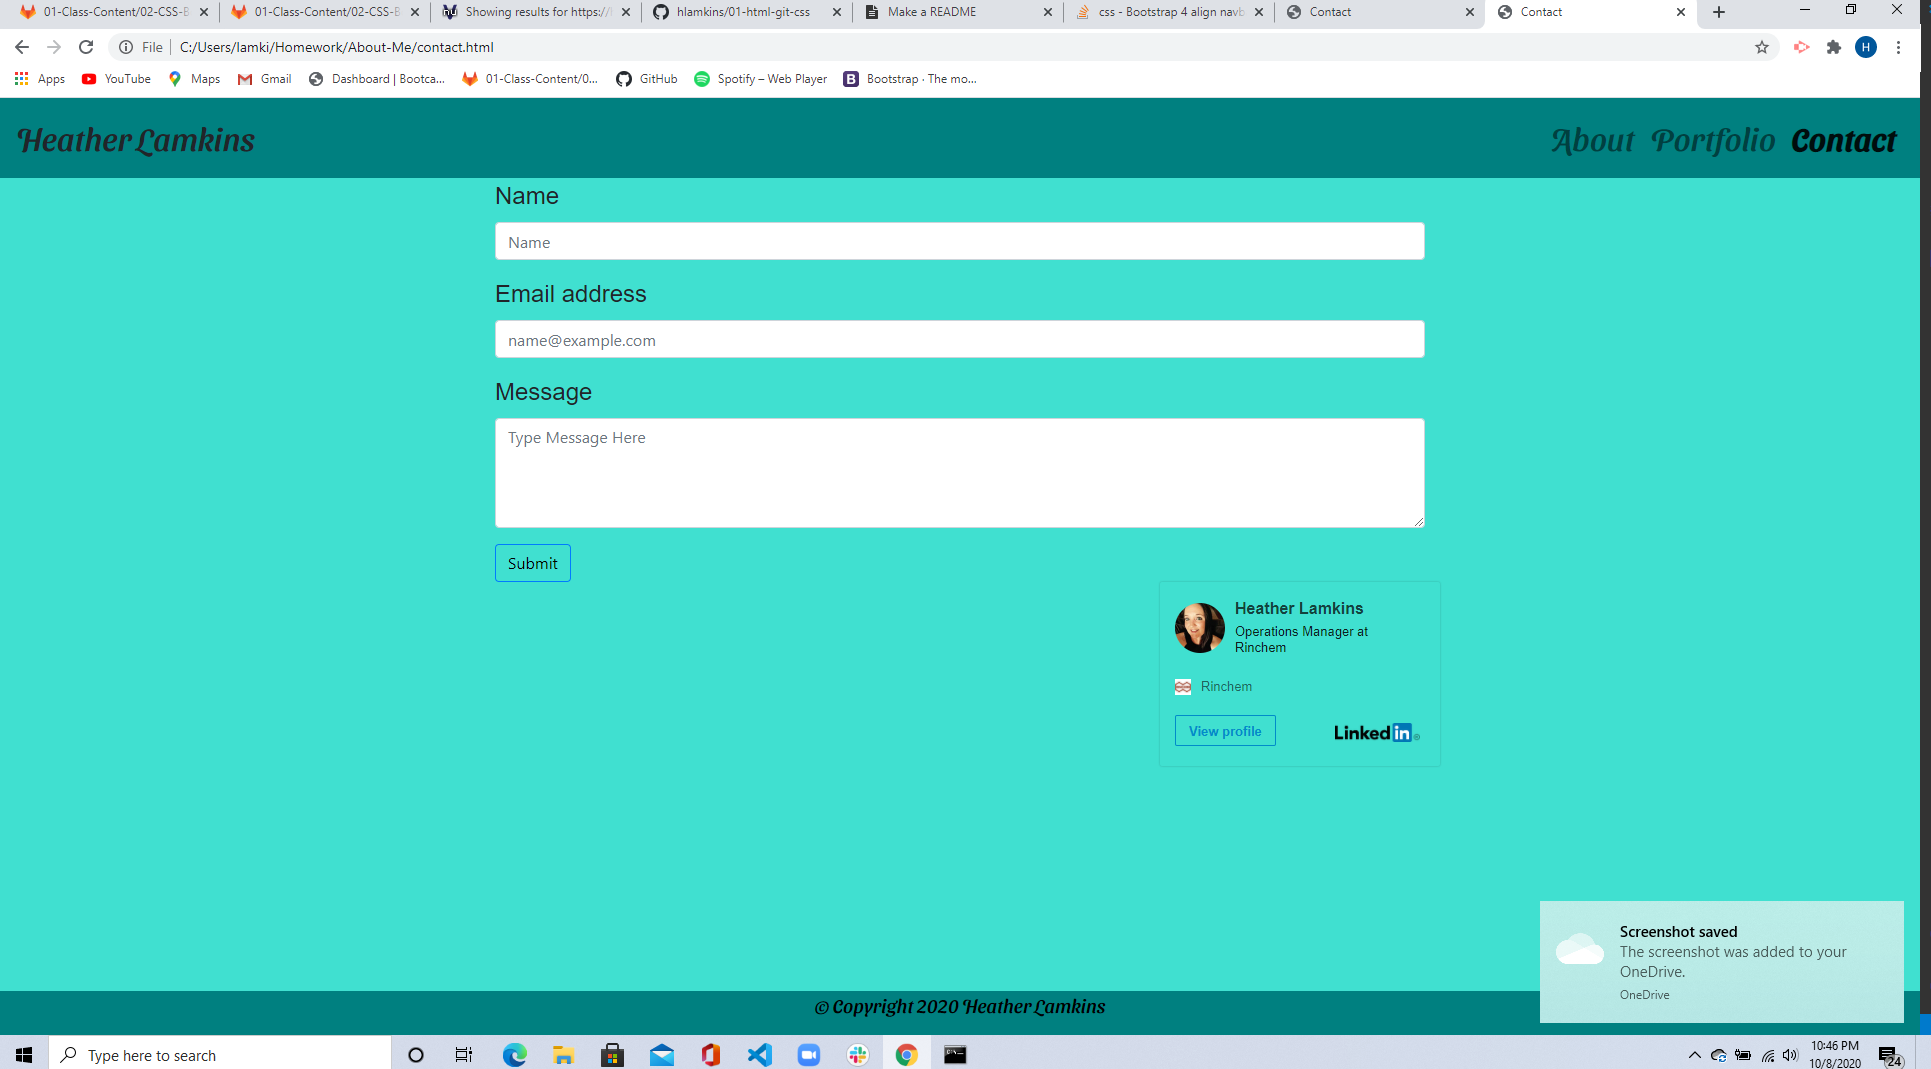 01-Class-Content/02-CSS-B
01-Class-Content/02-CSS-B
Showing results for https://
hlamkins/01-html-git-css
Make a README
css - Bootstrap 4 align navb
Contact
Contact
File
C:/Users/lamki/Homework/About-Me/contact.html
H
Apps
YouTube
Maps
Gmail
Dashboard | Bootca...
01-Class-Content/0...
GitHub
Spotify – Web Player
B
Bootstrap · The mo...
Heather Lamkins
About Portfolio Contact
Name
Name
Email address
name@example.com
Message
Type Message Here
Submit
Heather Lamkins
Operations Manager at
Rinchem
Rinchem
View profile
Linked in
Screenshot saved
The screenshot was added to your
OneDrive.
OneDrive
© Copyright 2020 Heather Lamkins
Type here to search
10:46 PM
10/8/2020
24